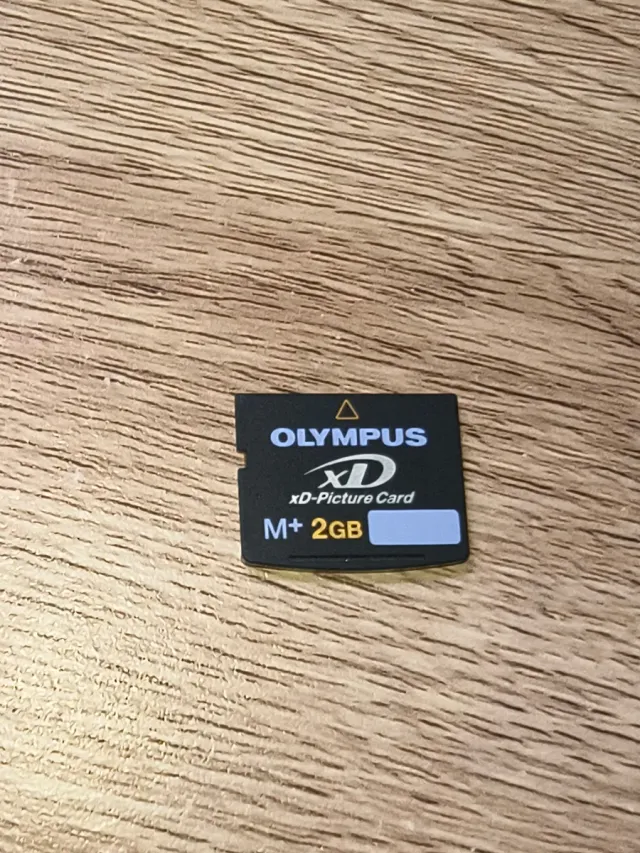 OLYMPUS
xD
xD-Picture Card
M+ 2GB